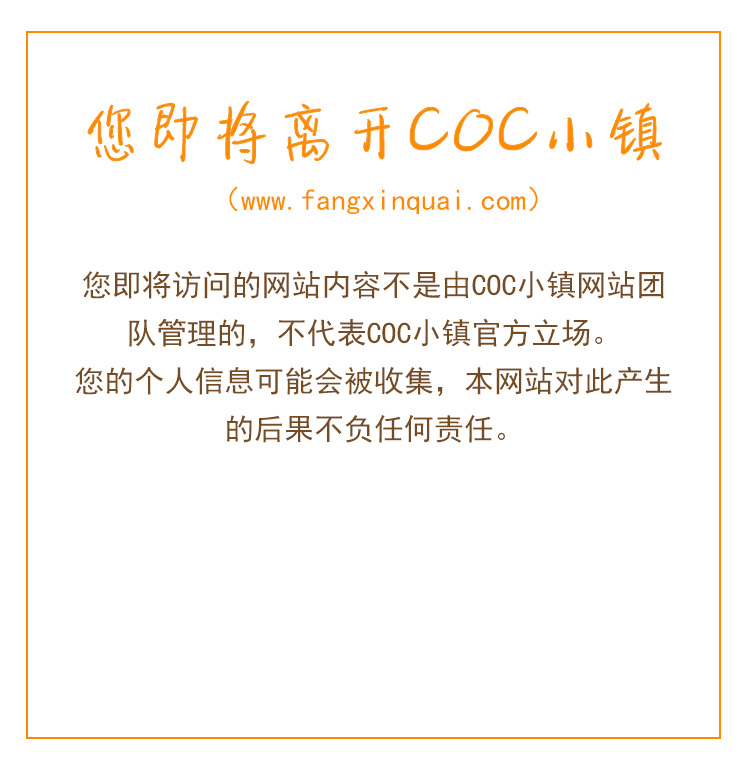 您即将离开COC小镇
（www.fangxinquai.com）
您即将访问的网站内容不是由COC小镇网站团
队管理的，不代表COC小镇官方立场。
您的个人信息可能会被收集，本网站对此产生
的后果不负任何责任。